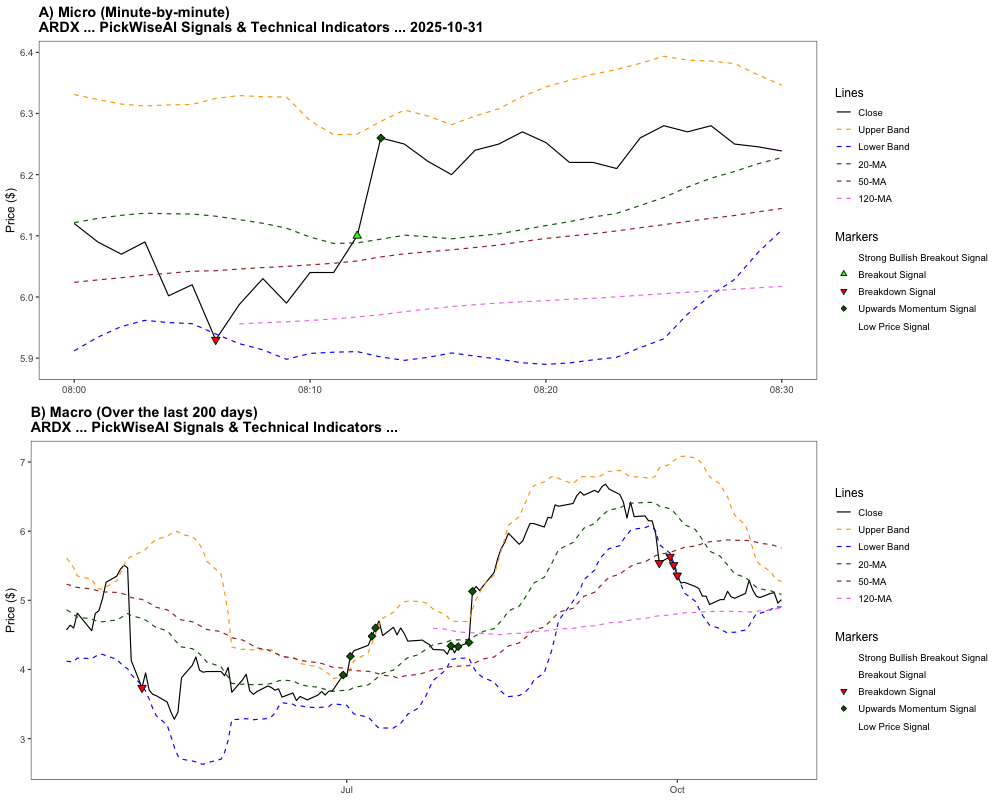 A) Micro (Minute-by-minute)
ARDX ... PickWiseAI Signals & Technical Indicators ... 2025-10-31
6.4
6.3
6.2
6.1
6.0
5.9
Price ($)
08:00
08:10
08:20
08:30
Lines
Close
Upper Band
Lower Band
20-MA
50-MA
120-MA
Markers
Strong Bullish Breakout Signal
Breakout Signal
Breakdown Signal
Upwards Momentum Signal
Low Price Signal
B) Macro (Over the last 200 days)
ARDX ... PickWiseAI Signals & Technical Indicators ...
7
6
5
4
3
Price ($)
Jul
Oct
Lines
Close
Upper Band
Lower Band
20-MA
50-MA
120-MA
Markers
Strong Bullish Breakout Signal
Breakout Signal
Breakdown Signal
Upwards Momentum Signal
Low Price Signal